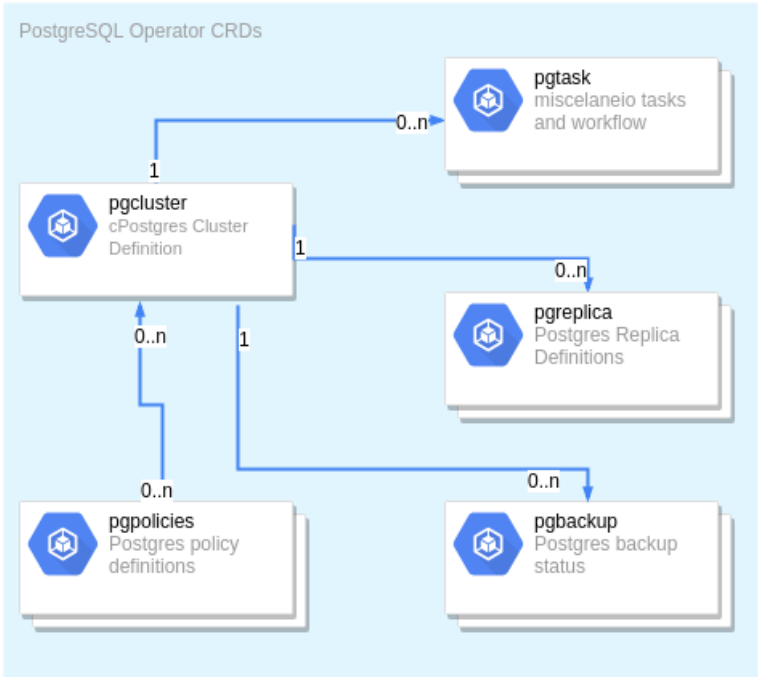 PostgreSQL Operator CRDs
pgtask
miscelaneio tasks
and workflow
0..n
1
pgcluster
cPostgres Cluster
Definition
1
0..n
pgreplica
Postgres Replica
Definitions
0..n
1
0..n
0..n
pgpolicies
Postgres policy
definitions
pgbackup
Postgres backup
status